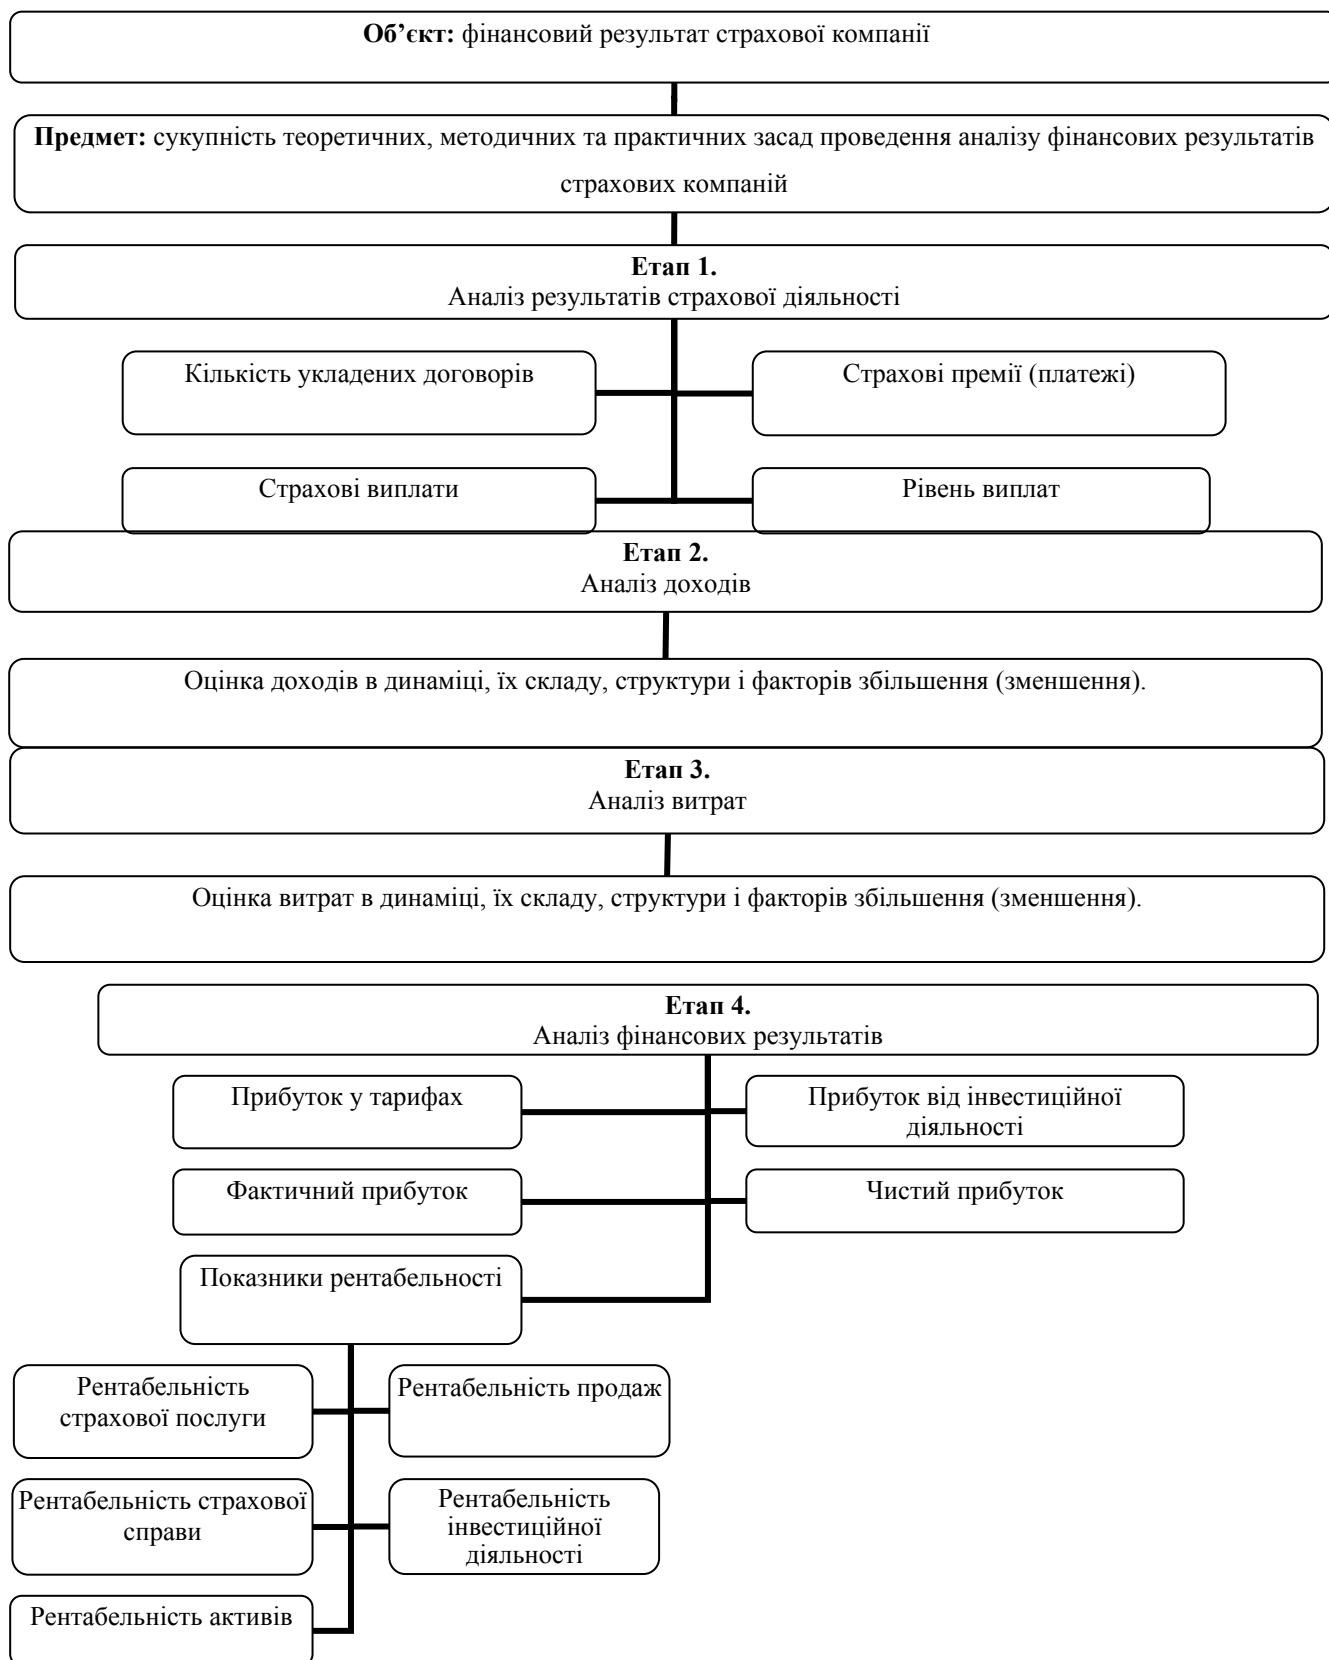 Об’єкт: фінансовий результат страхової компанії
Предмет: сукупність теоретичних, методичних та практичних засад проведення аналізу фінансових результатів
страхових компаній
Етап 1.
Аналіз результатів страхової діяльності
Кількість укладених договорів
Страхові премії (платежі)
Страхові виплати
Рівень виплат
Етап 2.
Аналіз доходів
Оцінка доходів в динаміці, їх складу, структури і факторів збільшення (зменшення).
Етап 3.
Аналіз витрат
Оцінка витрат в динаміці, їх складу, структури і факторів збільшення (зменшення).
Етап 4.
Аналіз фінансових результатів
Прибуток у тарифах
Прибуток від інвестиційної
діяльності
Фактичний прибуток
Чистий прибуток
Показники рентабельності
Рентабельність
страхової послуги
Рентабельність продаж
Рентабельність страхової
справи
Рентабельність
інвестиційної
діяльності
Рентабельність активів